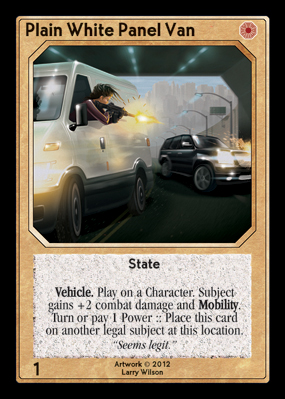 Plain White Panel Van
State
Vehicle. Play on a Character. Subject
gains +2 combat damage and Mobility.
Turn or pay 1 Power :: Place this card
on another legal subject at this location.
"Seems legit."
1
Artwork © 2012
Larry Wilson